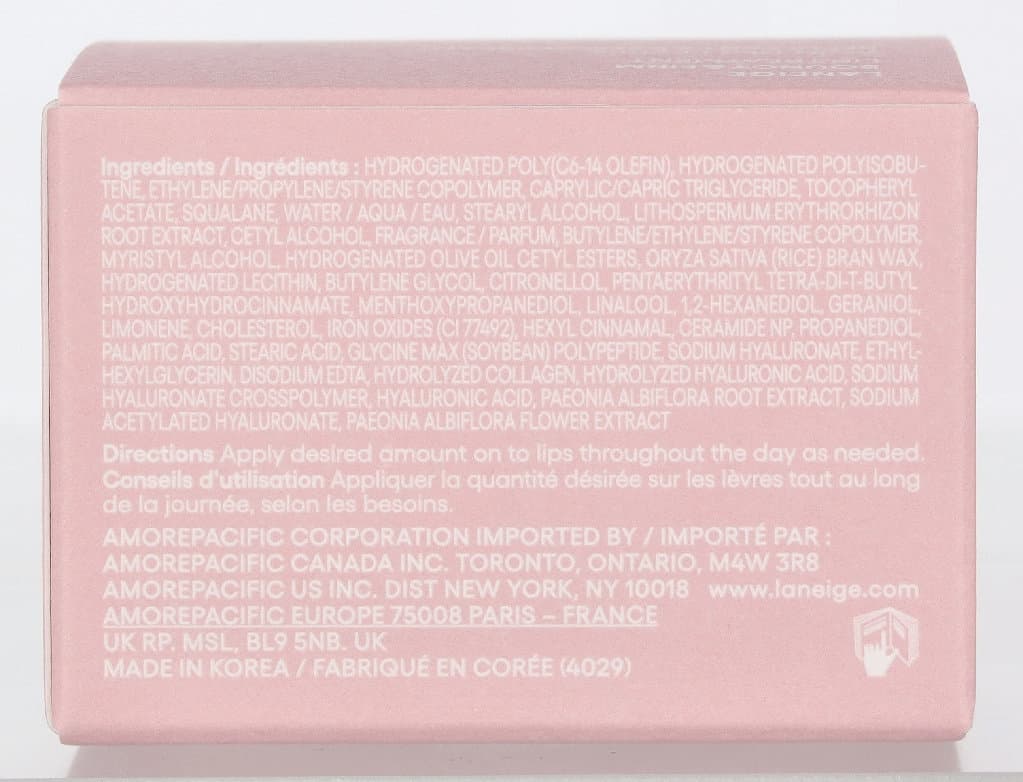 LANEIGE
Ingredients / Ingrédients : HYDROGENATED POLY(C6-14 OLEFIN), HYDROGENATED POLYISOBU-
TENE, ETHYLENE/PROPYLENE/STYRENE COPOLYMER, CAPRYLIC/CAPRIC TRIGLYCERIDE, TOCOPHERYL
ACETATE, SQUALANE, WATER / AQUA / EAU, STEARYL ALCOHOL, LITHOSPERMUM ERYTHRORHIZON
ROOT EXTRACT, CETYL ALCOHOL, FRAGRANCE / PARFUM, BUTYLENE/ETHYLENE/STYRENE COPOLYMER,
MYRISTYL ALCOHOL, HYDROGENATED OLIVE OIL CETYL ESTERS, ORYZA SATIVA (RICE) BRAN WAX,
HYDROGENATED LECITHIN, BUTYLENE GLYCOL, CITRONELLOL, PENTAERYTHRITYL TETRA-DI-T-BUTYL
HYDROXYHYDROCINNAMATE, MENTHOXYPROPANEDIOL, LINALOOL, 1,2-HEXANEDIOL, GERANIOL,
LIMONENE, CHOLESTEROL, IRON OXIDES (CI 77492), HEXYL CINNAMAL, CERAMIDE NP, PROPANEDIOL,
PALMITIC ACID, STEARIC ACID, GLYCINE MAX (SOYBEAN) POLYPEPTIDE, SODIUM HYALURONATE, ETHYL-
HEXYLGLYCERIN, DISODIUM EDTA, HYDROLYZED COLLAGEN, HYDROLYZED HYALURONIC ACID, SODIUM
HYALURONATE CROSSPOLYMER, HYALURONIC ACID, PAEONIA ALBIFLORA ROOT EXTRACT, SODIUM
ACETYLATED HYALURONATE, PAEONIA ALBIFLORA FLOWER EXTRACT
Directions Apply desired amount on to lips throughout the day as needed.
Conseils d'utilisation Appliquer la quantité désirée sur les lèvres tout au long
de la journée, selon les besoins.
AMOREPACIFIC CORPORATION IMPORTED BY / IMPORTÉ PAR :
AMOREPACIFIC CANADA INC. TORONTO, ONTARIO, M4W 3R8
AMOREPACIFIC US INC. DIST NEW YORK, NY 10018 www.laneige.com
AMOREPACIFIC EUROPE 75008 PARIS – FRANCE
UK RP. MSL, BL9 5NB. UK
MADE IN KOREA / FABRIQUÉ EN CORÉE (4029)